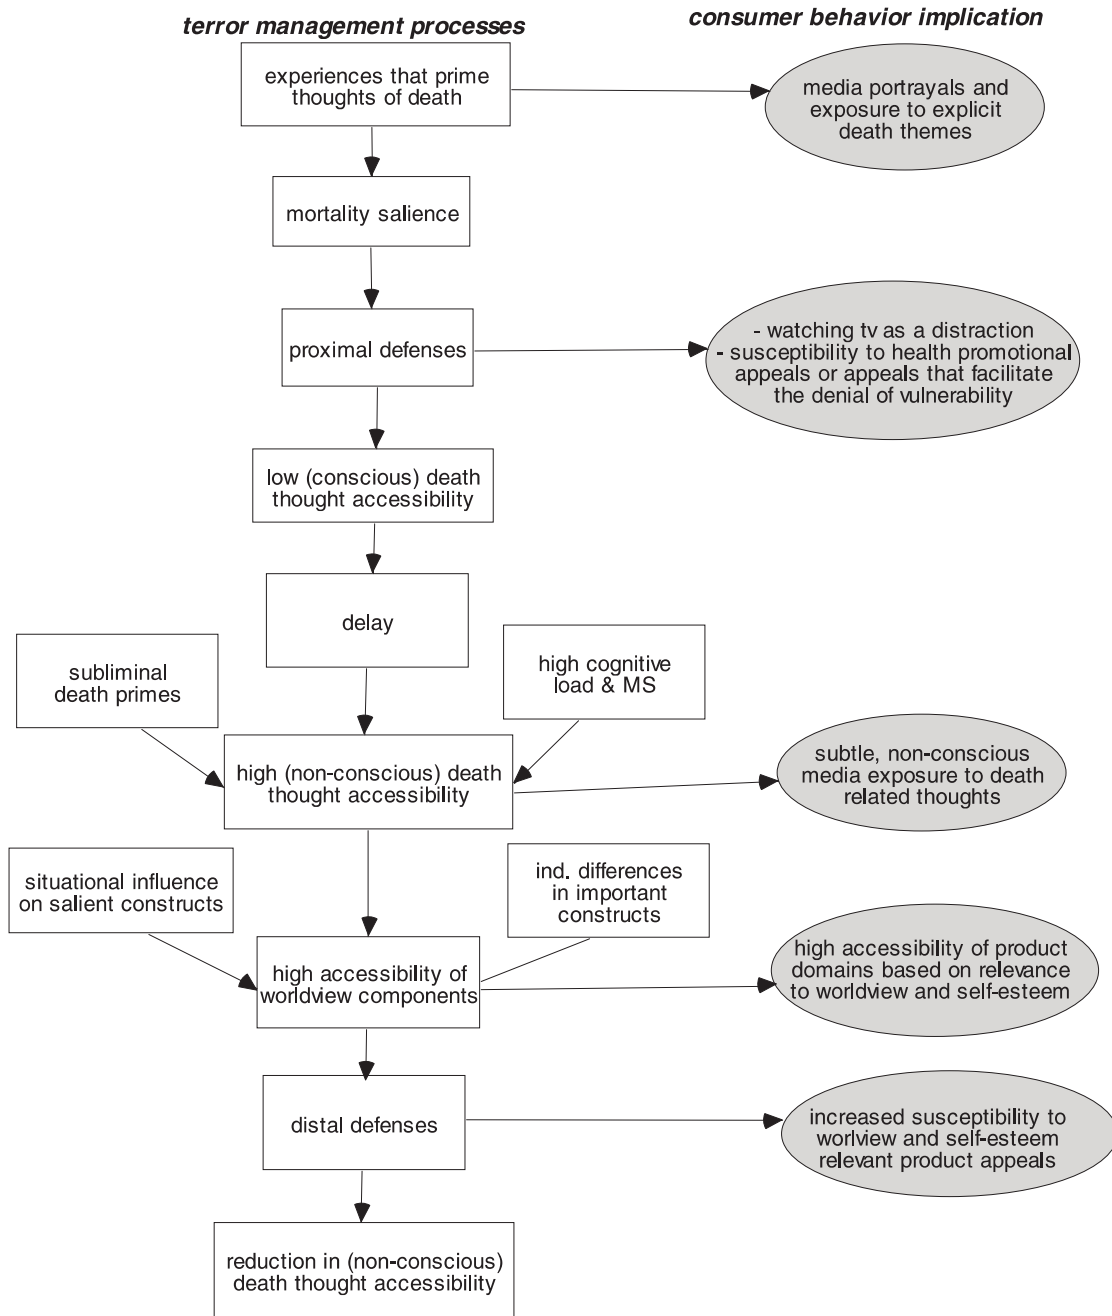 terror management processes
consumer behavior implication
experiences that prime
thoughts of death
media portrayals and
exposure to explicit
death themes
mortality salience
proximal defenses
- watching tv as a distraction
- susceptibility to health promotional
appeals or appeals that facilitate
the denial of vulnerability
low (conscious) death
thought accessibility
delay
subliminal
death primes
high cognitive
load & MS
high (non-conscious) death
thought accessibility
subtle, non-conscious
media exposure to death
related thoughts
situational influence
on salient constructs
ind. differences
in important
constructs
high accessibility of
worldview components
high accessibility of product
domains based on relevance
to worldview and self-esteem
distal defenses
increased susceptibility to
worlview and self-esteem
relevant product appeals
reduction in (non-conscious)
death thought accessibility